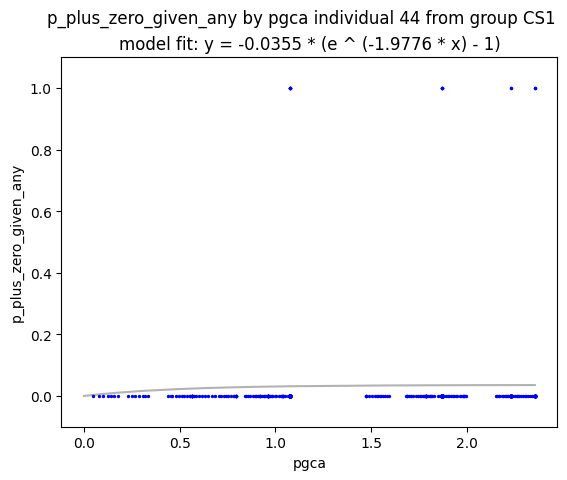 p_plus_zero_given_any by pgca individual 44 from group CS1
model fit: y = -0.0355 * (e ^ (-1.9776 * x) - 1)
1.0
0.8
0.6
0.4
0.2
0.0
p_plus_zero_given_any
0.0 0.5 1.0 1.5 2.0
pgca